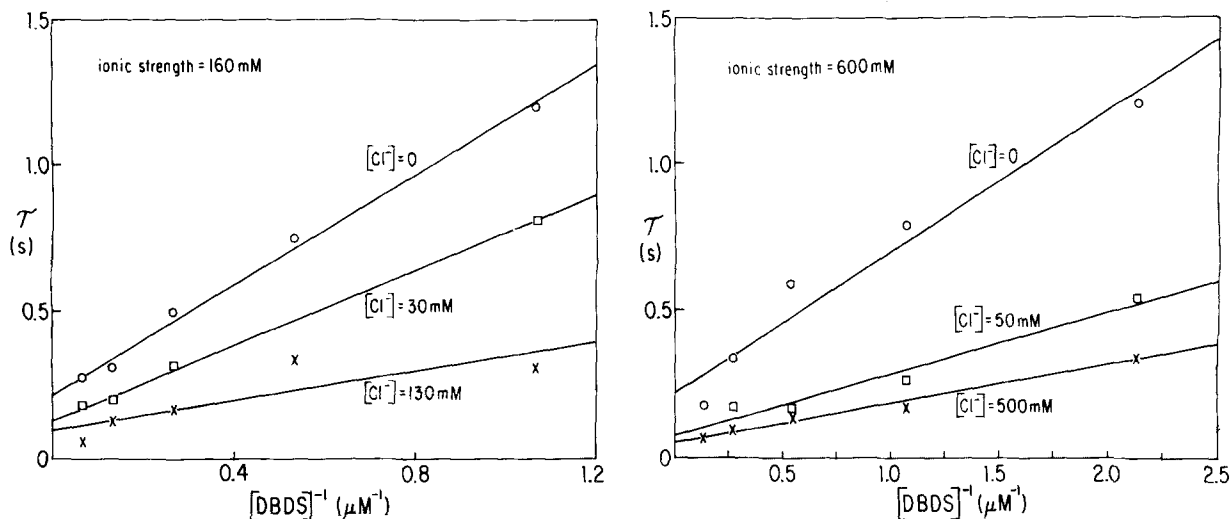 1.5
1.0
0.5
0
τ
(s)
ionic strength = 160 mM
[Cl⁻]=0
[Cl⁻]=30 mM
[Cl⁻]=130 mM
0.4
0.8
1.2
[DBDS]⁻¹ (μM⁻¹)
1.5
1.0
0.5
0
τ
(s)
ionic strength = 600 mM
[Cl⁻]=0
[Cl⁻]=50 mM
[Cl⁻]=500 mM
0.5
1.0
1.5
2.0
2.5
[DBDS]⁻¹ (μM⁻¹)